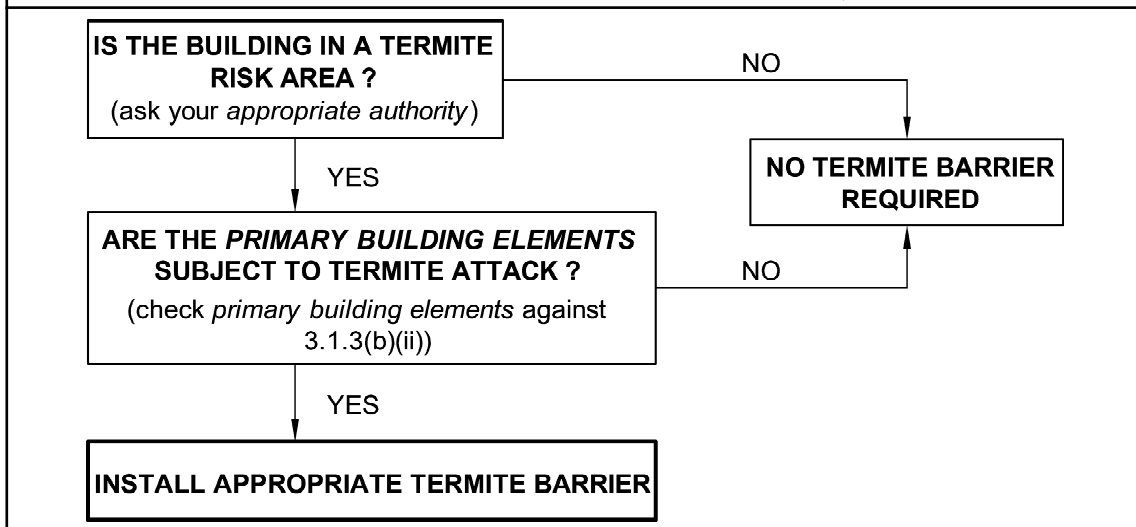 IS THE BUILDING IN A TERMITE
RISK AREA ?
(ask your appropriate authority)
NO
YES
NO TERMITE BARRIER
REQUIRED
ARE THE PRIMARY BUILDING ELEMENTS
SUBJECT TO TERMITE ATTACK ?
(check primary building elements against
3.1.3(b)(ii))
NO
YES
INSTALL APPROPRIATE TERMITE BARRIER